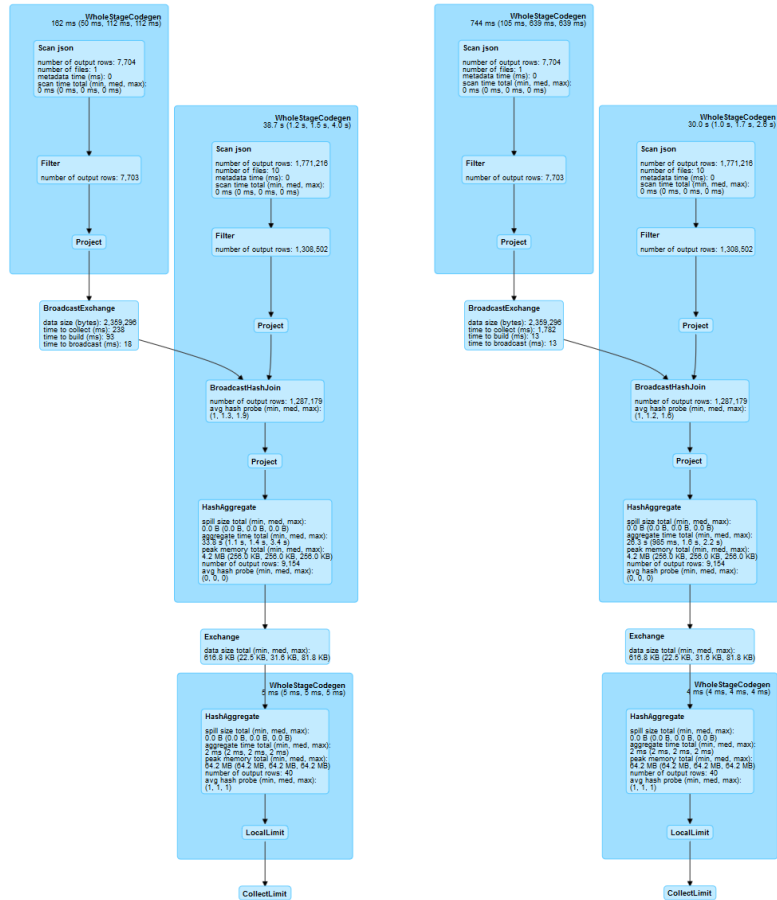 WholeStageCodegen
162 ms (50 ms, 112 ms, 112 ms)
Scan json
number of output rows: 7,704
number of files: 1
metadata time (ms): 0
scan time total (min, med, max):
0 ms (0 ms, 0 ms, 0 ms)
Filter
number of output rows: 7,703
Project
BroadcastExchange
data size (bytes): 2,359,296
time to collect (ms): 238
time to build (ms): 93
time to broadcast (ms): 18
WholeStageCodegen
38.7 s (1.2 s, 1.5 s, 4.0 s)
Scan json
number of output rows: 1,771,216
number of files: 10
metadata time (ms): 0
scan time total (min, med, max):
0 ms (0 ms, 0 ms, 0 ms)
Filter
number of output rows: 1,308,502
Project
BroadcastHashJoin
number of output rows: 1,287,179
avg hash probe (min, med, max):
(1, 1.3, 1.9)
Project
HashAggregate
spill size total (min, med, max):
0.0 B (0.0 B, 0.0 B, 0.0 B)
aggregate time total (min, med, max):
33.8 s (1.1 s, 1.4 s, 3.4 s)
peak memory total (min, med, max):
4.2 MB (256.0 KB, 256.0 KB, 256.0 KB)
number of output rows: 9,154
avg hash probe (min, med, max):
(0, 0, 0)
Exchange
data size total (min, med, max):
616.8 KB (22.5 KB, 31.6 KB, 81.8 KB)
WholeStageCodegen
5 ms (5 ms, 5 ms, 5 ms)
HashAggregate
spill size total (min, med, max):
0.0 B (0.0 B, 0.0 B, 0.0 B)
aggregate time total (min, med, max):
2 ms (2 ms, 2 ms, 2 ms)
peak memory total (min, med, max):
64.2 MB (64.2 MB, 64.2 MB, 64.2 MB)
number of output rows: 40
avg hash probe (min, med, max):
(1, 1, 1)
LocalLimit
CollectLimit
WholeStageCodegen
744 ms (105 ms, 639 ms, 639 ms)
Scan json
number of output rows: 7,704
number of files: 1
metadata time (ms): 0
scan time total (min, med, max):
0 ms (0 ms, 0 ms, 0 ms)
Filter
number of output rows: 7,703
Project
BroadcastExchange
data size (bytes): 2,359,296
time to collect (ms): 1,782
time to build (ms): 13
time to broadcast (ms): 13
WholeStageCodegen
30.0 s (1.0 s, 1.7 s, 2.6 s)
Scan json
number of output rows: 1,771,216
number of files: 10
metadata time (ms): 0
scan time total (min, med, max):
0 ms (0 ms, 0 ms, 0 ms)
Filter
number of output rows: 1,308,502
Project
BroadcastHashJoin
number of output rows: 1,287,179
avg hash probe (min, med, max):
(1, 1.2, 1.6)
Project
HashAggregate
spill size total (min, med, max):
0.0 B (0.0 B, 0.0 B, 0.0 B)
aggregate time total (min, med, max):
26.3 s (985 ms, 1.6 s, 2.2 s)
peak memory total (min, med, max):
4.2 MB (256.0 KB, 256.0 KB, 256.0 KB)
number of output rows: 9,154
avg hash probe (min, med, max):
(0, 0, 0)
Exchange
data size total (min, med, max):
616.8 KB (22.5 KB, 31.6 KB, 81.8 KB)
WholeStageCodegen
4 ms (4 ms, 4 ms, 4 ms)
HashAggregate
spill size total (min, med, max):
0.0 B (0.0 B, 0.0 B, 0.0 B)
aggregate time total (min, med, max):
2 ms (2 ms, 2 ms, 2 ms)
peak memory total (min, med, max):
64.2 MB (64.2 MB, 64.2 MB, 64.2 MB)
number of output rows: 40
avg hash probe (min, med, max):
(1, 1, 1)
LocalLimit
CollectLimit